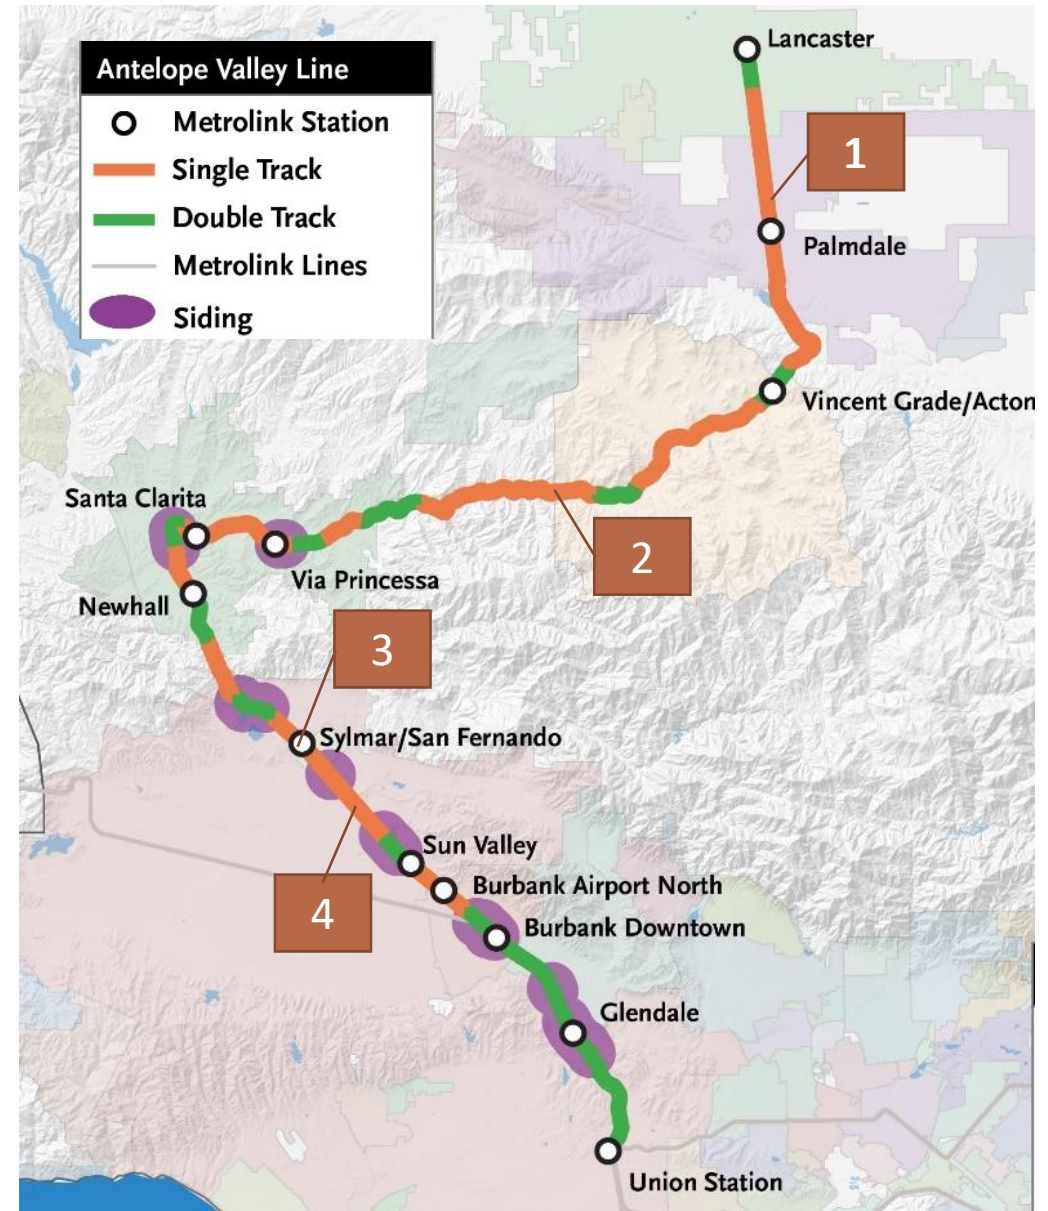 Lancaster
Antelope Valley Line
Metrolink Station
1
Single Track
Double Track
Palmdale
Metrolink Lines
Siding
Vincent Grade/Acton
Santa Clarita
2
Via Princessa
Newhall
3
Sylmar/San Fernando
Sun Valley
Burbank Airport North
4
Burbank Downtown
Glendale
Union Station